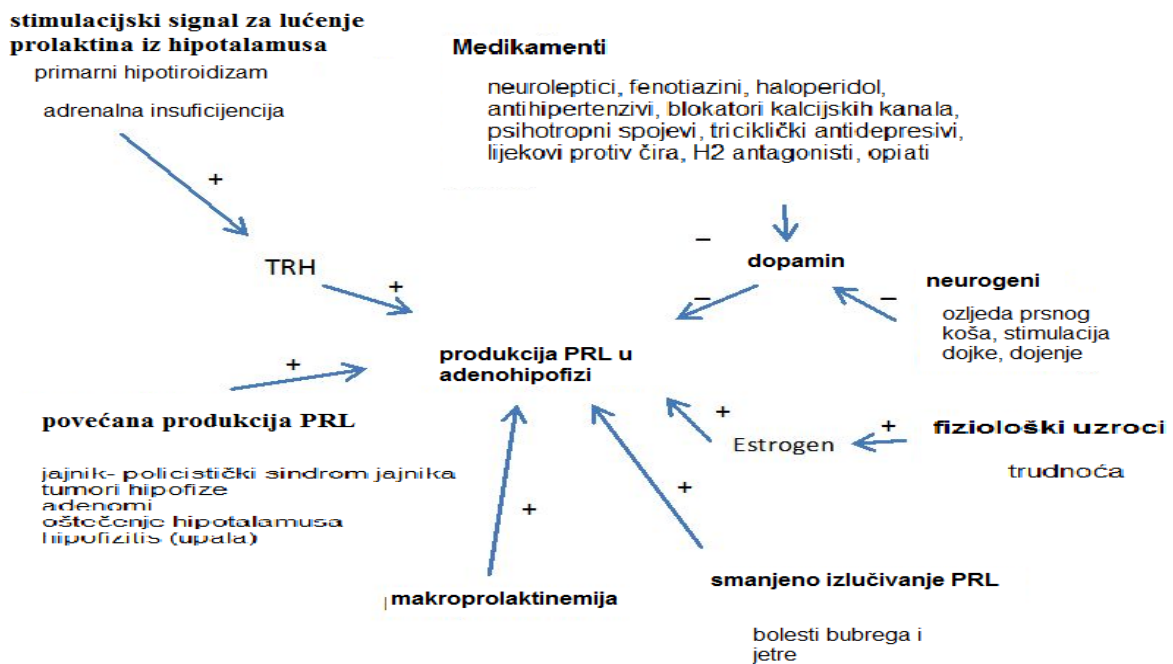 stimulacijski signal za lućenje
prolaktina iz hipotalamusa
primarni hipotiroidizam
adrenalna insuficijencija
Medikamenti
neuroleptici, fenotiazini, haloperidol,
antihipertenzivi, blokatori kalcijskih kanala,
psihotropni spojevi, triciklički antidepresivi,
lijekovi protiv čira, H2 antagonisti, opiati
+
TRH
+
–
dopamin
–
–
neurogeni
ozljeda prsnog
koša, stimulacija
dojke, dojenje
produkcija PRL u
adenohipofizi
+
povećana produkcija PRL
jajnik- policistički sindrom jajnika
tumori hipofize
adenomi
oštečenje hipotalamusa
hipofizitis (upala)
+
Estrogen
+
fiziološki uzroci
trudnoća
+
makroprolaktinemija
+
smanjeno izlučivanje PRL
bolesti bubrega i
jetre